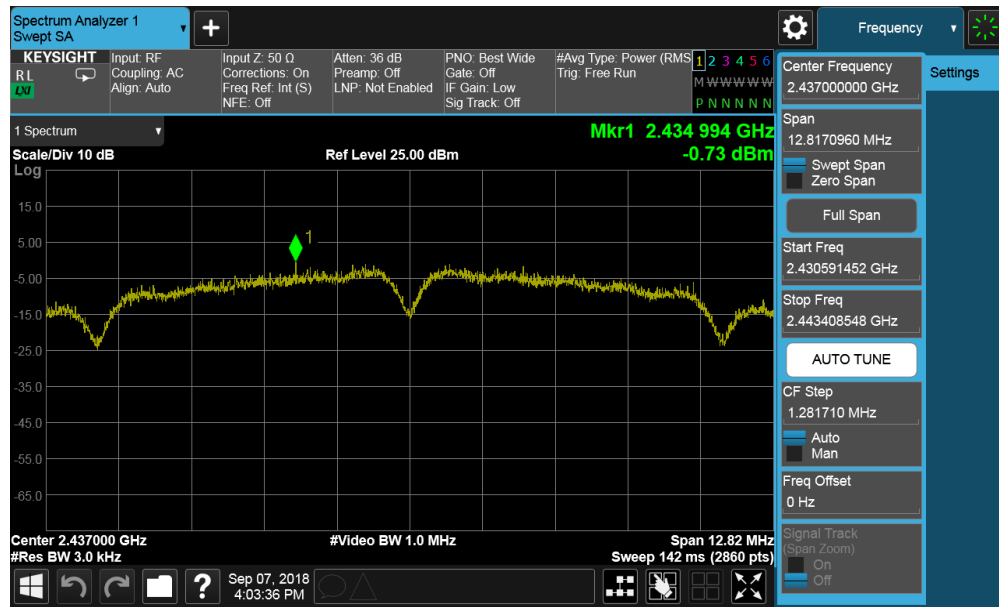 Spectrum Analyzer 1
Swept SA
Frequency
KEYSIGHT
R L
LXI
Input: RF
Coupling: AC
Align: Auto
Input Z: 50 Ω
Corrections: On
Freq Ref: Int (S)
NFE: Off
Atten: 36 dB
Preamp: Off
LNP: Not Enabled
PNO: Best Wide
Gate: Off
IF Gain: Low
Sig Track: Off
#Avg Type: Power (RMS
Trig: Free Run
1 2 3 4 5 6
M W W W W W
P N N N N N
1 Spectrum
Scale/Div 10 dB
Ref Level 25.00 dBm
Mkr1 2.434 994 GHz
-0.73 dBm
Log
15.0
5.00
-5.00
-15.0
-25.0
-35.0
-45.0
-55.0
-65.0
1
Center 2.437000 GHz
#Res BW 3.0 kHz
#Video BW 1.0 MHz
Span 12.82 MHz
Sweep 142 ms (2860 pts)
?
Sep 07, 2018
4:03:36 PM
Center Frequency
2.437000000 GHz
Span
12.8170960 MHz
Swept Span
Zero Span
Full Span
Start Freq
2.430591452 GHz
Stop Freq
2.443408548 GHz
AUTO TUNE
CF Step
1.281710 MHz
Auto
Man
Freq Offset
0 Hz
Signal Track
(Span Zoom)
On
Off
Settings